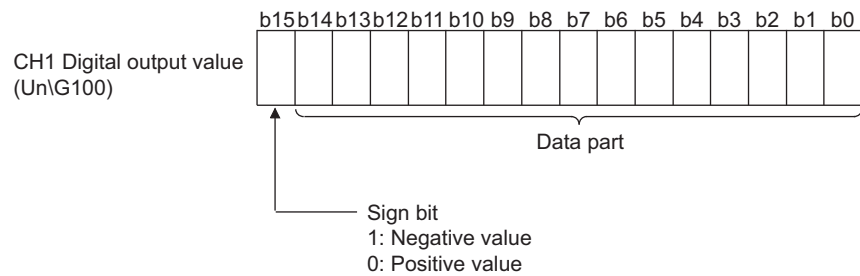 b15 b14 b13 b12 b11 b10 b9 b8 b7 b6 b5 b4 b3 b2 b1 b0
CH1 Digital output value
(Un\G100)
Data part
Sign bit
1: Negative value
0: Positive value